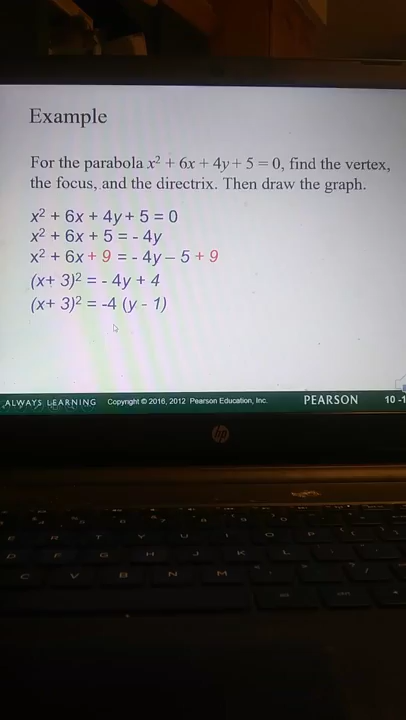 Example
For the parabola x² + 6x + 4y + 5 = 0, find the vertex,
the focus, and the directrix. Then draw the graph.
x² + 6x + 4y + 5 = 0
x² + 6x + 5 = - 4y
x² + 6x + 9 = - 4y – 5 + 9
(x+ 3)² = - 4y + 4
(x+ 3)² = -4 (y - 1)
ALWAYS LEARNING Copyright © 2016, 2012 Pearson Education, Inc. PEARSON 10 -1
hp
E R T Y U I O P
D F G H J K L
C V B N M